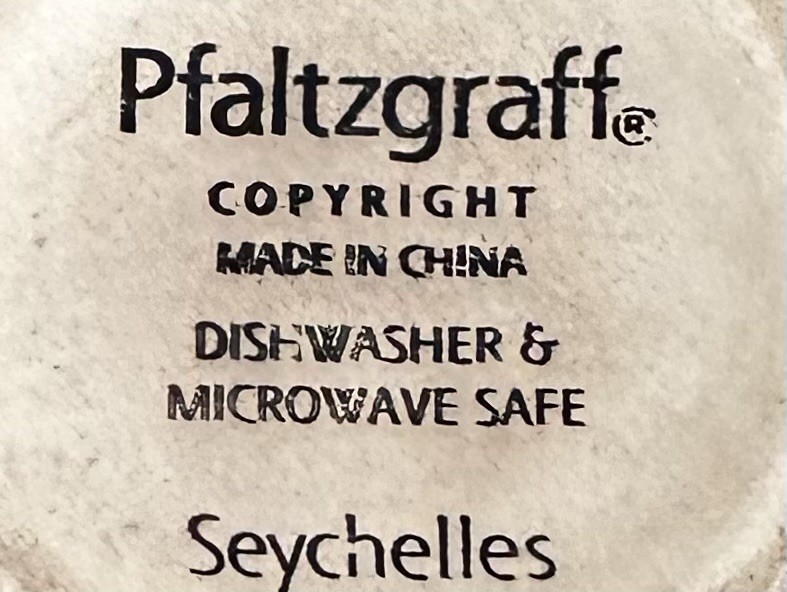 Pfaltzgraff®
COPYRIGHT
MADE IN CHINA
DISHWASHER &
MICROWAVE SAFE
Seychelles